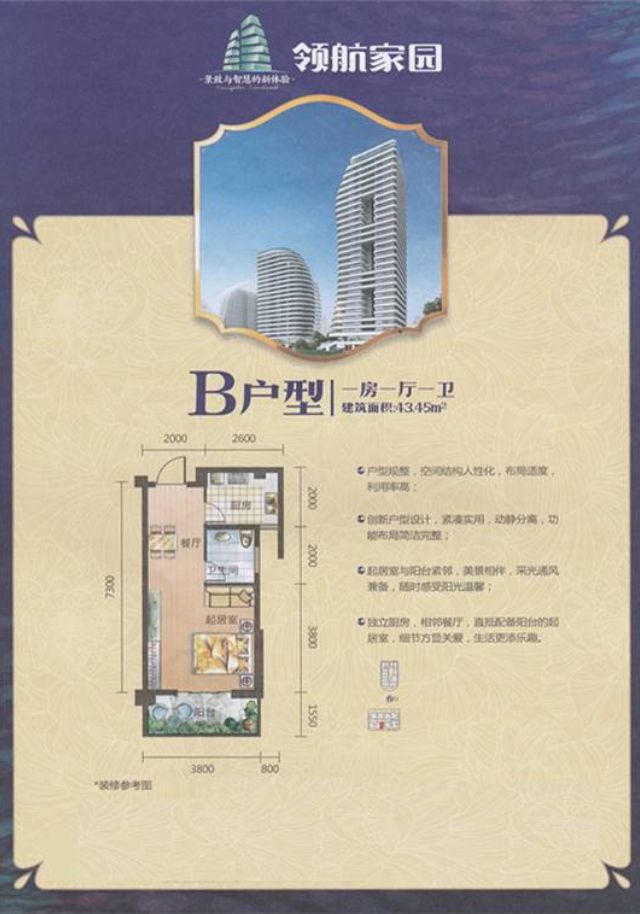 领航家园
景致与智慧的新体验
B户型
一房一厅一卫
建筑面积:43.45m²
户型规整，空间结构人性化，布局适度，
利用率高；
创新户型设计，紧凑实用，动静分离，功
能布局简洁完整；
起居室与阳台紧邻，美景相伴，采光通风
兼备，随时感受阳光温馨；
独立厨房，相邻餐厅，直抵配备阳台的起
居室，细节方显关爱，生活更添乐趣。
2000
2600
厨房
2000
餐厅
卫生间
2000
7300
起居室
3800
阳台
1550
3800
800
*装修参考图